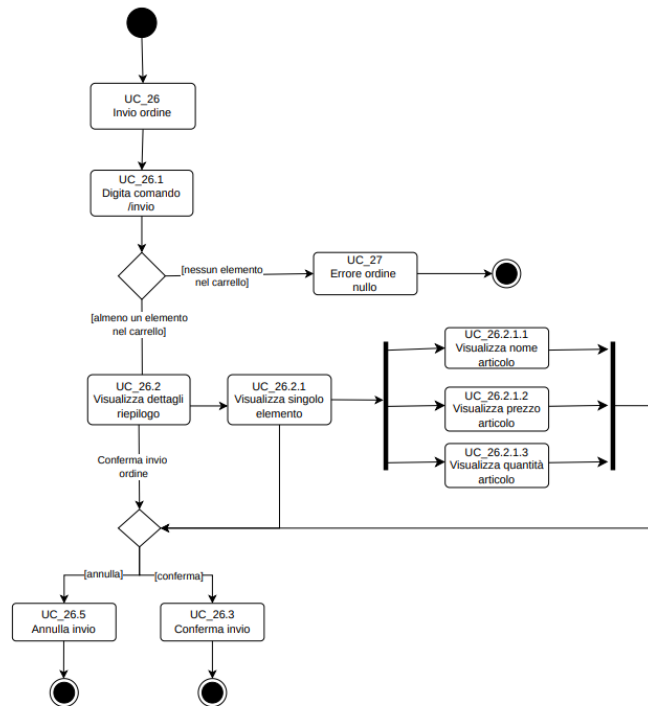 UC_26
Invio ordine
UC_26.1
Digita comando
/invio
[nessun elemento
nel carrello]
UC_27
Errore ordine
nullo
[almeno un elemento
nel carrello]
UC_26.2
Visualizza dettagli
riepilogo
UC_26.2.1
Visualizza singolo
elemento
UC_26.2.1.1
Visualizza nome
articolo
UC_26.2.1.2
Visualizza prezzo
articolo
UC_26.2.1.3
Visualizza quantità
articolo
Conferma invio
ordine
[annulla]
[conferma]
UC_26.5
Annulla invio
UC_26.3
Conferma invio